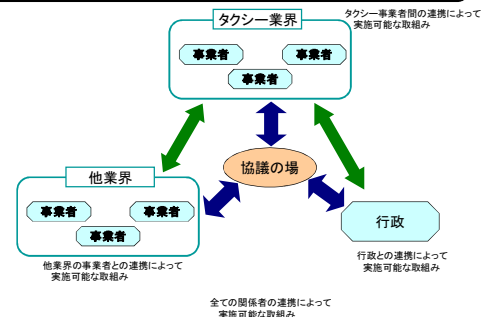 タクシー業界
タクシー事業者間の連携によって
実施可能な取組み
事業者
事業者
事業者
協議の場
他業界
事業者
事業者
事業者
行政
他業界の事業者との連携によって
実施可能な取組み
行政との連携によって
実施可能な取組み
全ての関係者の連携によって
実施可能な取組み